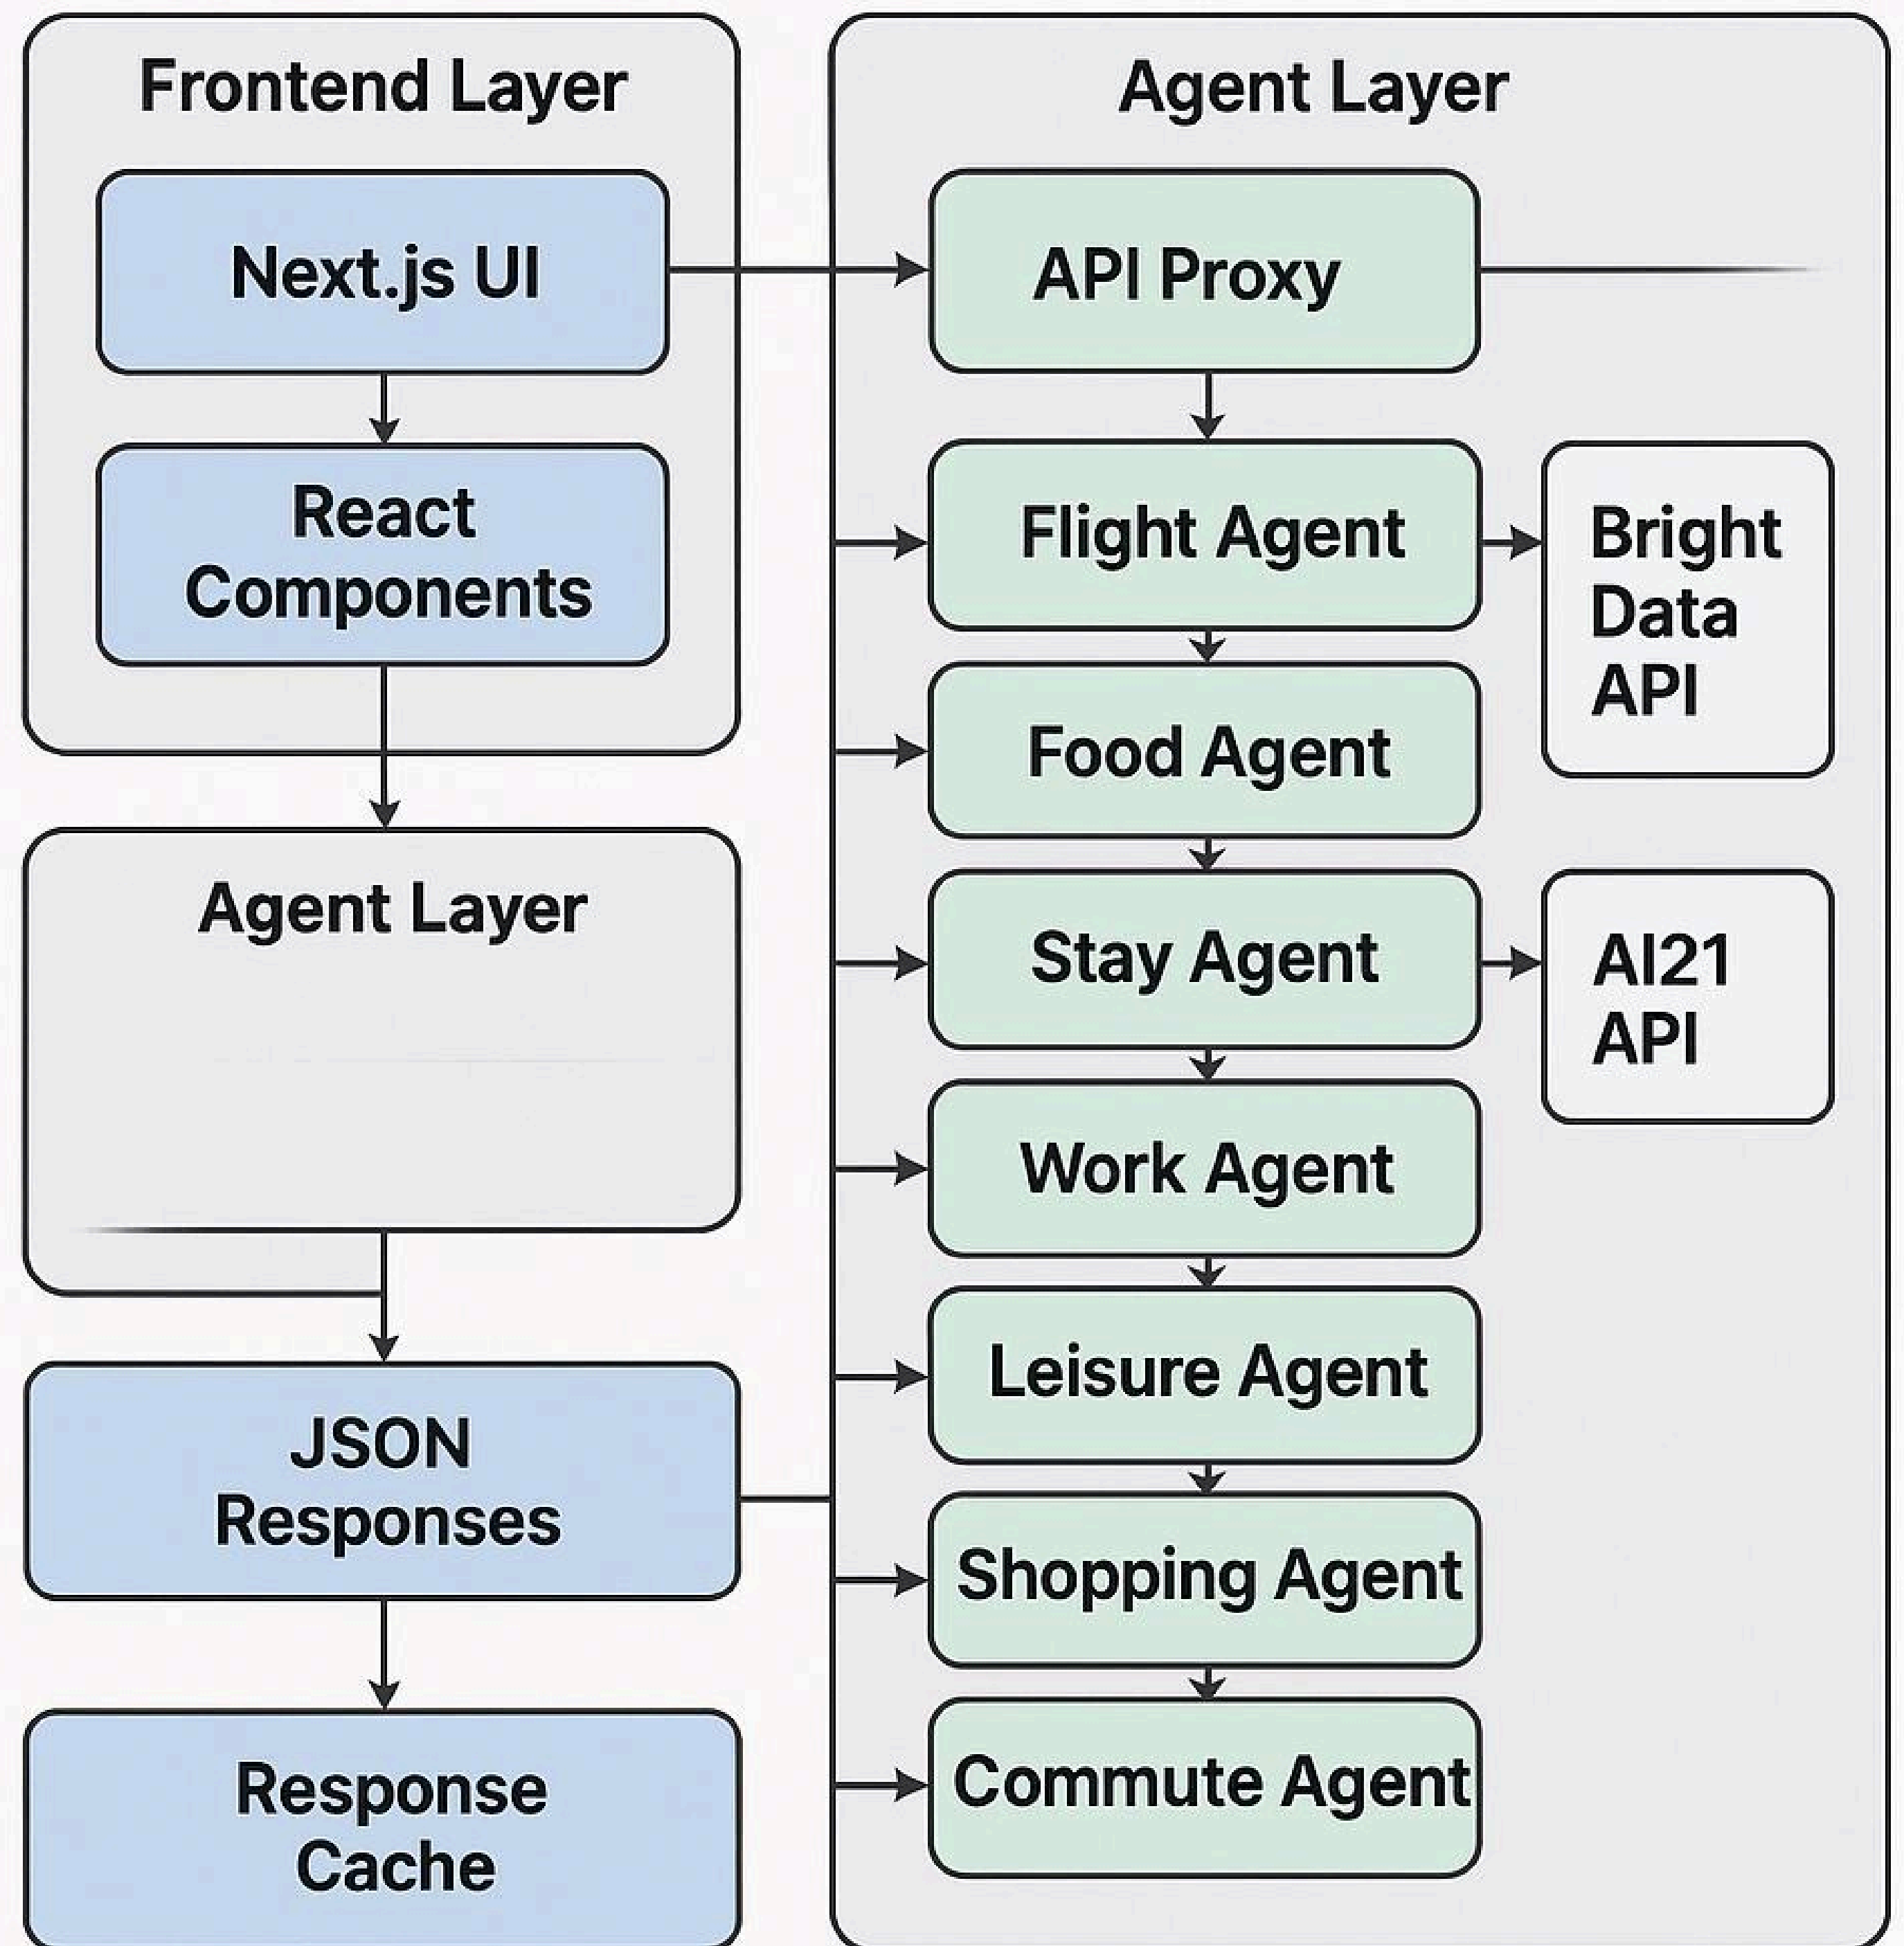 Frontend Layer
Next.js UI
React
Components
Agent Layer
JSON
Responses
Response
Cache
Agent Layer
API Proxy
Flight Agent
Bright
Data
API
Food Agent
Stay Agent
AI21
API
Work Agent
Leisure Agent
Shopping Agent
Commute Agent